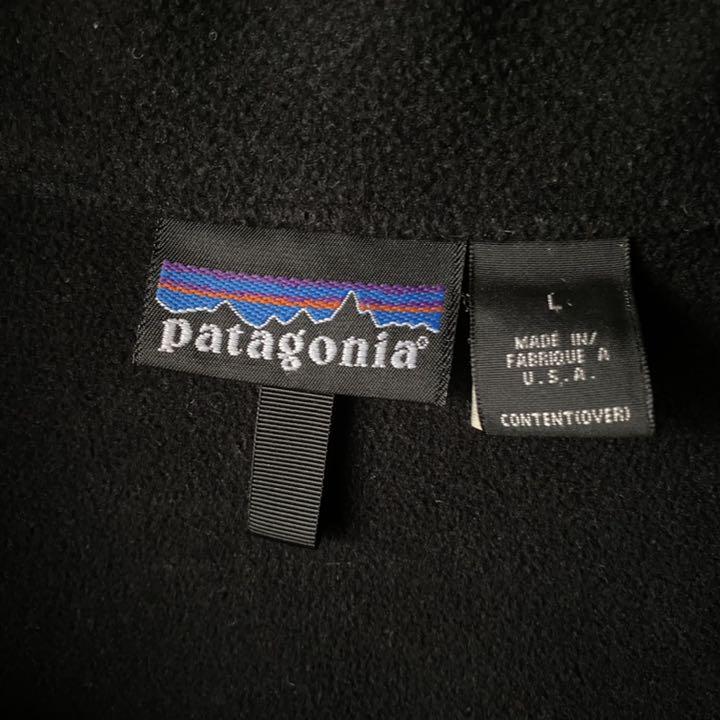 patagonia®
L
MADE IN/
FABRIQUE A
U.S.A.
CONTENT(OVER)